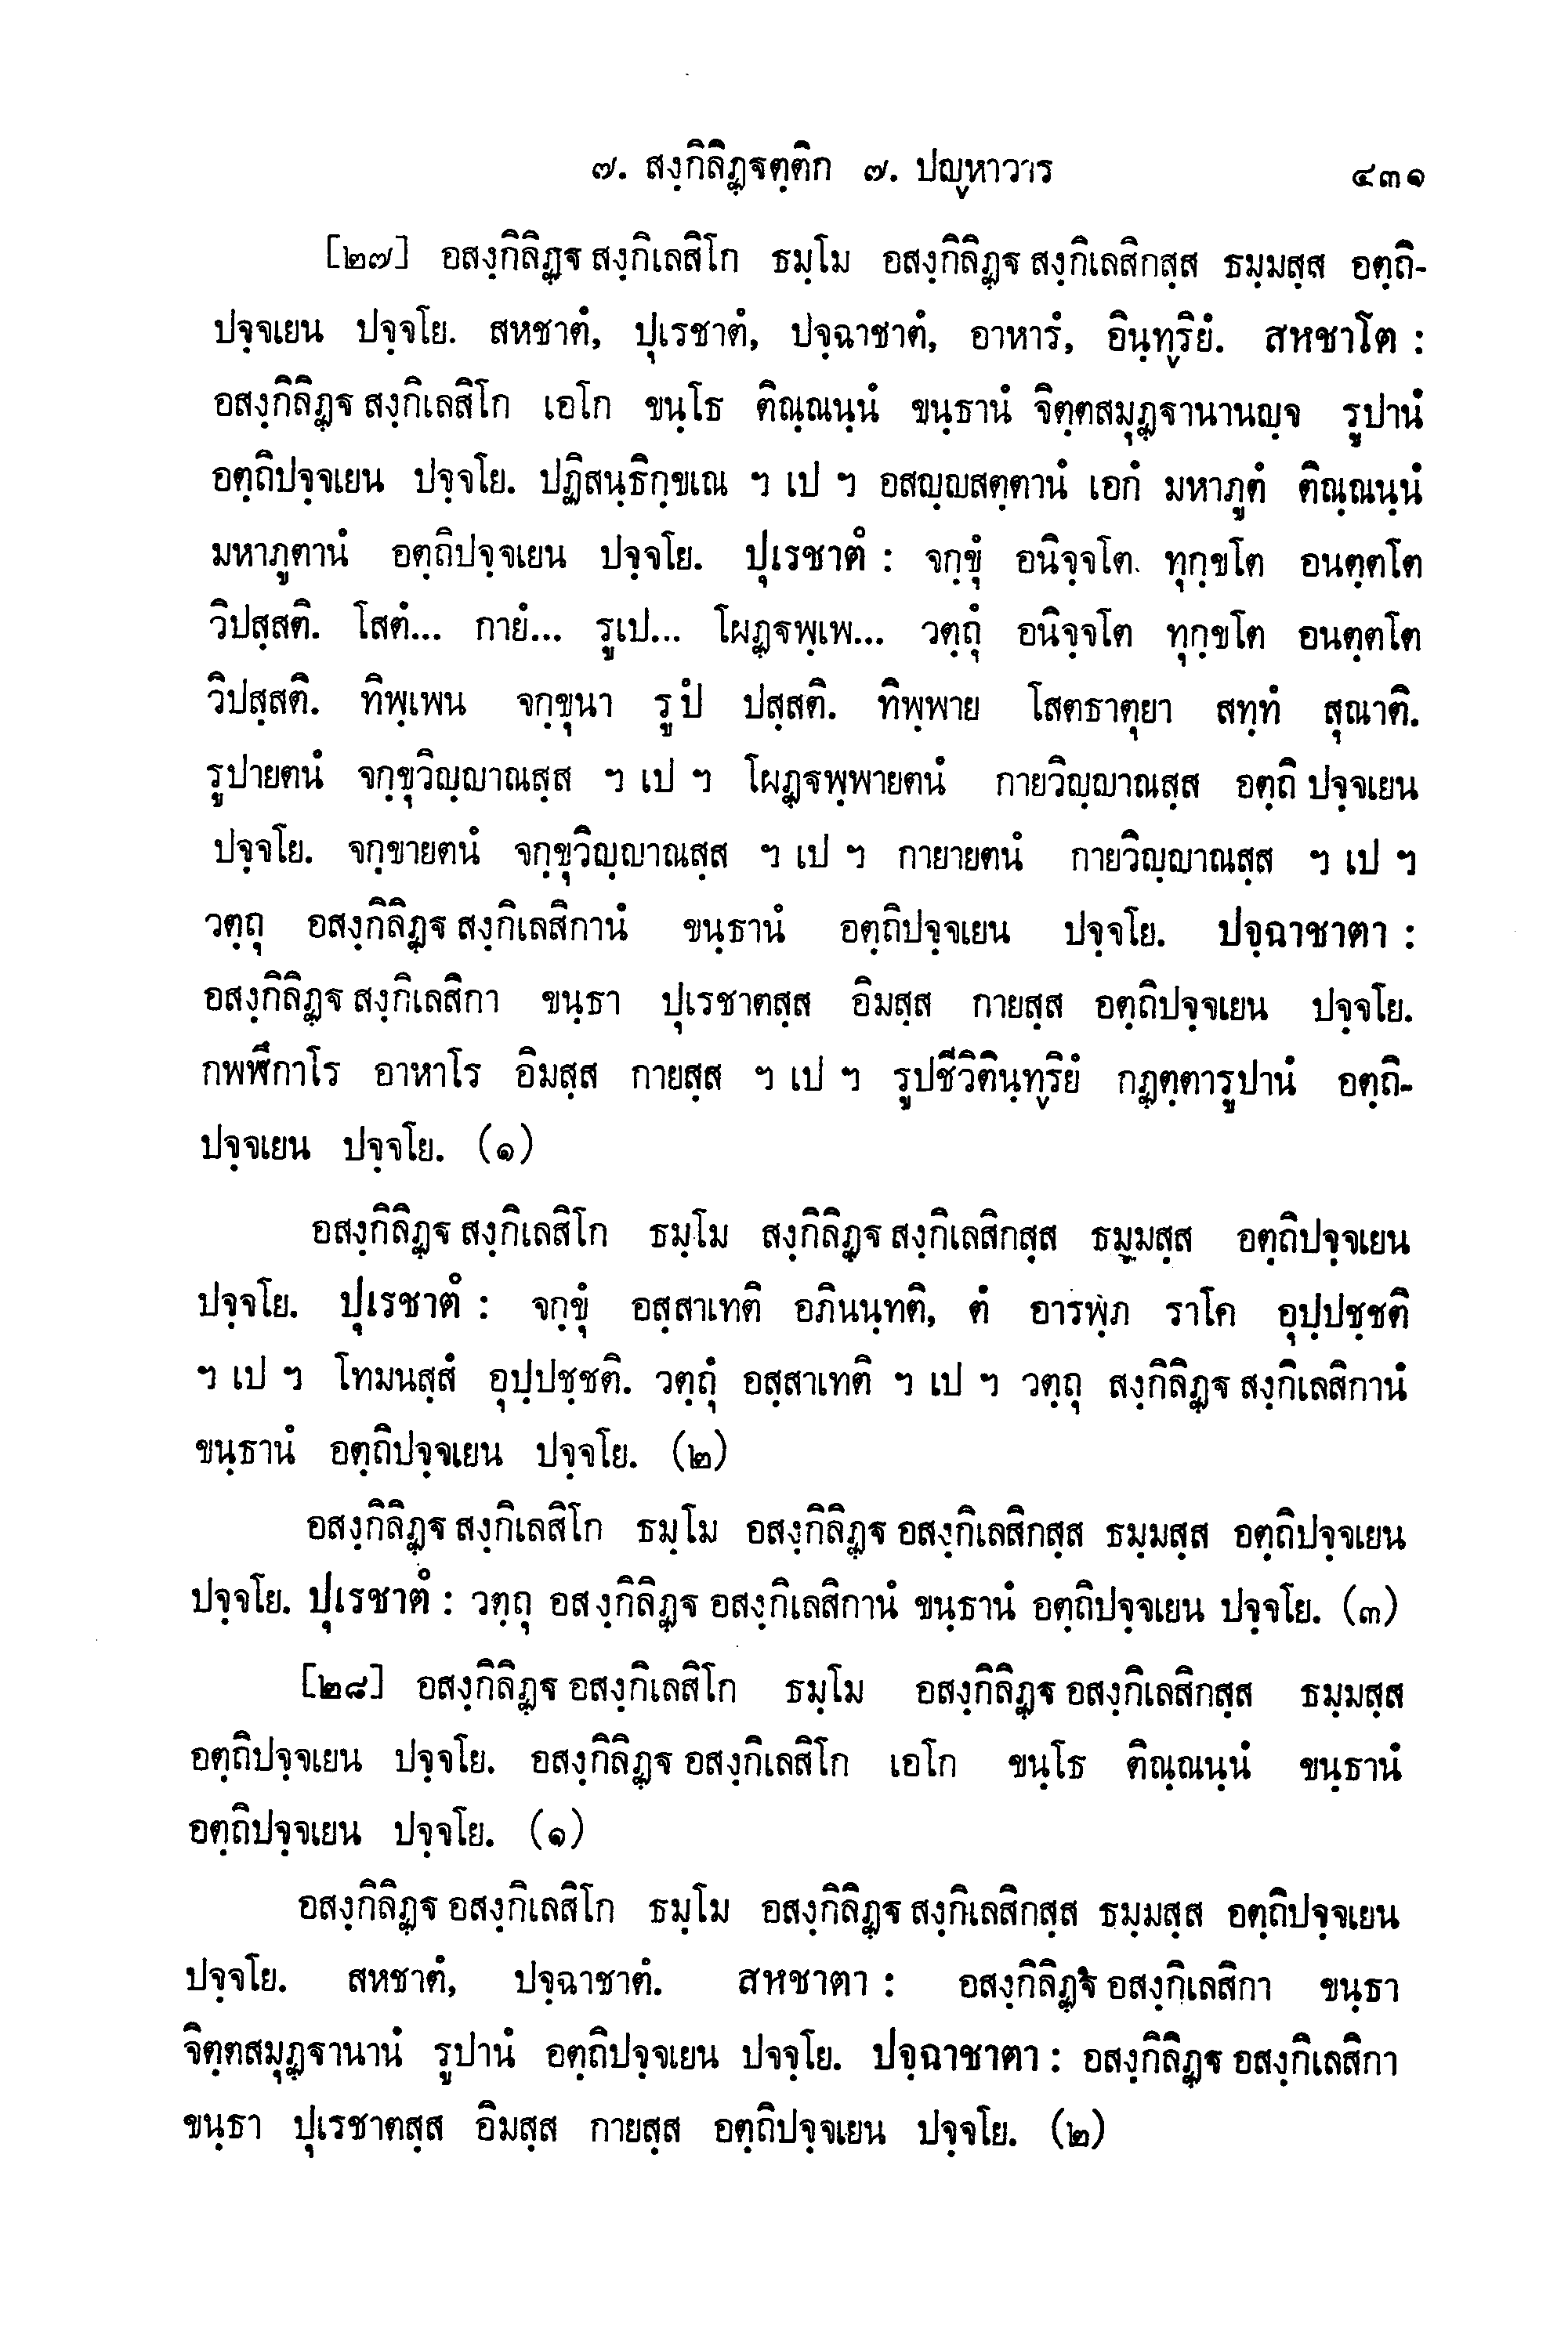 ๗. สงฺกิลิฏฺฐตฺติก ๗. ปญฺหาวาร ๔๓๑
[๒๗] อสงฺกิลิฏฺฐ สงฺกิเลสิโก ธมฺโม อสงฺกิลิฏฺฐ สงฺกิเลสิกสฺส ธมฺมสฺส อตฺถิ-
ปจฺจเยน ปจฺจโย. สหชาตํ, ปุเรชาตํ, ปจฺฉาชาตํ, อาหารํ, อินฺทฺริยํ. สหชาโต :
อสงฺกิลิฏฺฐ สงฺกิเลสิโก เอโก ขนฺโธ ติณฺณนฺนํ ขนฺธานํ จิตฺตสมุฏฺฐานานญฺจ รูปานํ
อตฺถิปจฺจเยน ปจฺจโย. ปฏิสนฺธิกฺขเณ ฯ เป ฯ อสญฺญสตฺตานํ เอกํ มหาภูตํ ติณฺณนฺนํ
มหาภูตานํ อตฺถิปจฺจเยน ปจฺจโย. ปุเรชาตํ : จกฺขุํ อนิจฺจโต ทุกฺขโต อนตฺตโต
วิปสฺสติ. โสตํ... กายํ... รูเป... โผฏฺฐพฺเพ... วตฺถุํ อนิจฺจโต ทุกฺขโต อนตฺตโต
วิปสฺสติ. ทิพฺเพน จกฺขุนา รูปํ ปสฺสติ. ทิพฺพาย โสตธาตุยา สทฺทํ สุณาติ.
รูปายตนํ จกฺขุวิญฺญาณสฺส ฯ เป ฯ โผฏฺฐพฺพายตนํ กายวิญฺญาณสฺส อตฺถิ ปจฺจเยน
ปจฺจโย. จกฺขายตนํ จกฺขุวิญฺญาณสฺส ฯ เป ฯ กายายตนํ กายวิญฺญาณสฺส ฯ เป ฯ
วตฺถุ อสงฺกิลิฏฺฐ สงฺกิเลสิกานํ ขนฺธานํ อตฺถิปจฺจเยน ปจฺจโย. ปจฺฉาชาตา :
อสงฺกิลิฏฺฐ สงฺกิเลสิกา ขนฺธา ปุเรชาตสฺส อิมสฺส กายสฺส อตฺถิปจฺจเยน ปจฺจโย.
กพฬีกาโร อาหาโร อิมสฺส กายสฺส ฯ เป ฯ รูปชีวิตินฺทฺริยํ กฏตฺตารูปานํ อตฺถิ-
ปจฺจเยน ปจฺจโย. (๑)
อสงฺกิลิฏฺฐ สงฺกิเลสิโก ธมฺโม สงฺกิลิฏฺฐ สงฺกิเลสิกสฺส ธมฺมสฺส อตฺถิปจฺจเยน
ปจฺจโย. ปุเรชาตํ : จกฺขุํ อสฺสาเทติ อภินนฺทติ, ตํ อารพฺภ ราโค อุปฺปชฺชติ
ฯ เป ฯ โทมนสฺสํ อุปฺปชฺชติ. วตฺถุํ อสฺสาเทติ ฯ เป ฯ วตฺถุ สงฺกิลิฏฺฐ สงฺกิเลสิกานํ
ขนฺธานํ อตฺถิปจฺจเยน ปจฺจโย. (๒)
อสงฺกิลิฏฺฐ สงฺกิเลสิโก ธมฺโม อสงฺกิลิฏฺฐ อสงฺกิเลสิกสฺส ธมฺมสฺส อตฺถิปจฺจเยน
ปจฺจโย. ปุเรชาตํ : วตฺถุ อสงฺกิลิฏฺฐ อสงฺกิเลสิกานํ ขนฺธานํ อตฺถิปจฺจเยน ปจฺจโย. (๓)
[๒๘] อสงฺกิลิฏฺฐ อสงฺกิเลสิโก ธมฺโม อสงฺกิลิฏฺฐ อสงฺกิเลสิกสฺส ธมฺมสฺส
อตฺถิปจฺจเยน ปจฺจโย. อสงฺกิลิฏฺฐ อสงฺกิเลสิโก เอโก ขนฺโธ ติณฺณนฺนํ ขนฺธานํ
อตฺถิปจฺจเยน ปจฺจโย. (๑)
อสงฺกิลิฏฺฐ อสงฺกิเลสิโก ธมฺโม อสงฺกิลิฏฺฐ สงฺกิเลสิกสฺส ธมฺมสฺส อตฺถิปจฺจเยน
ปจฺจโย. สหชาตํ, ปจฺฉาชาตํ. สหชาตา : อสงฺกิลิฏฺฐ อสงฺกิเลสิกา ขนฺธา
จิตฺตสมุฏฺฐานานํ รูปานํ อตฺถิปจฺจเยน ปจฺจโย. ปจฺฉาชาตา : อสงฺกิลิฏฺฐ อสงฺกิเลสิกา
ขนฺธา ปุเรชาตสฺส อิมสฺส กายสฺส อตฺถิปจฺจเยน ปจฺจโย. (๒)